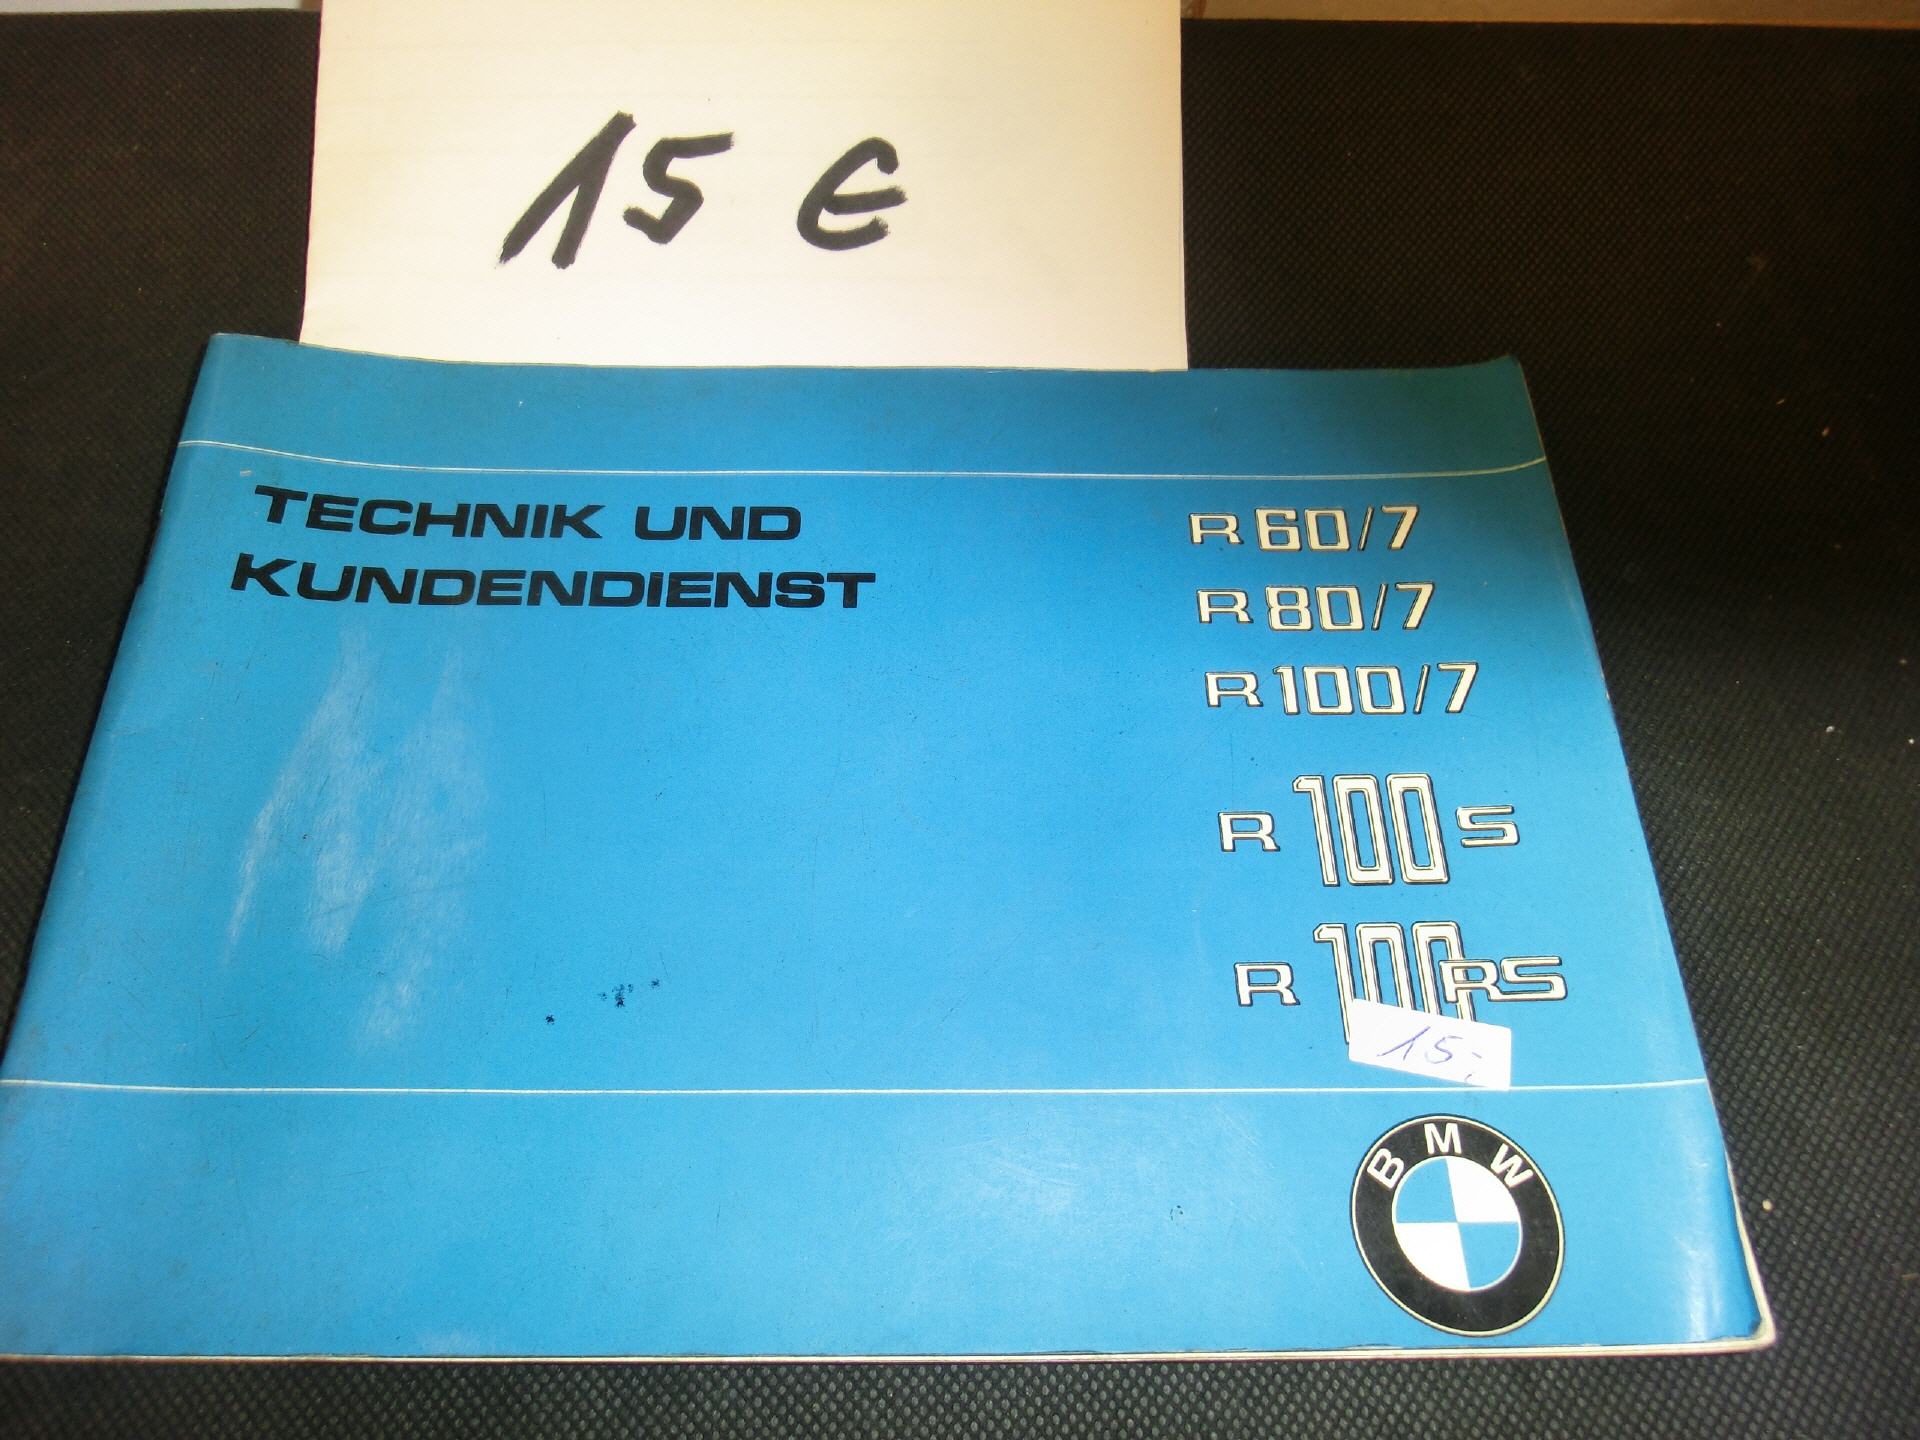 15 €
TECHNIK UND
KUNDENDIENST
R 60/7
R 80/7
R 100/7
R 100 S
R 100 RS
15,-
BMW